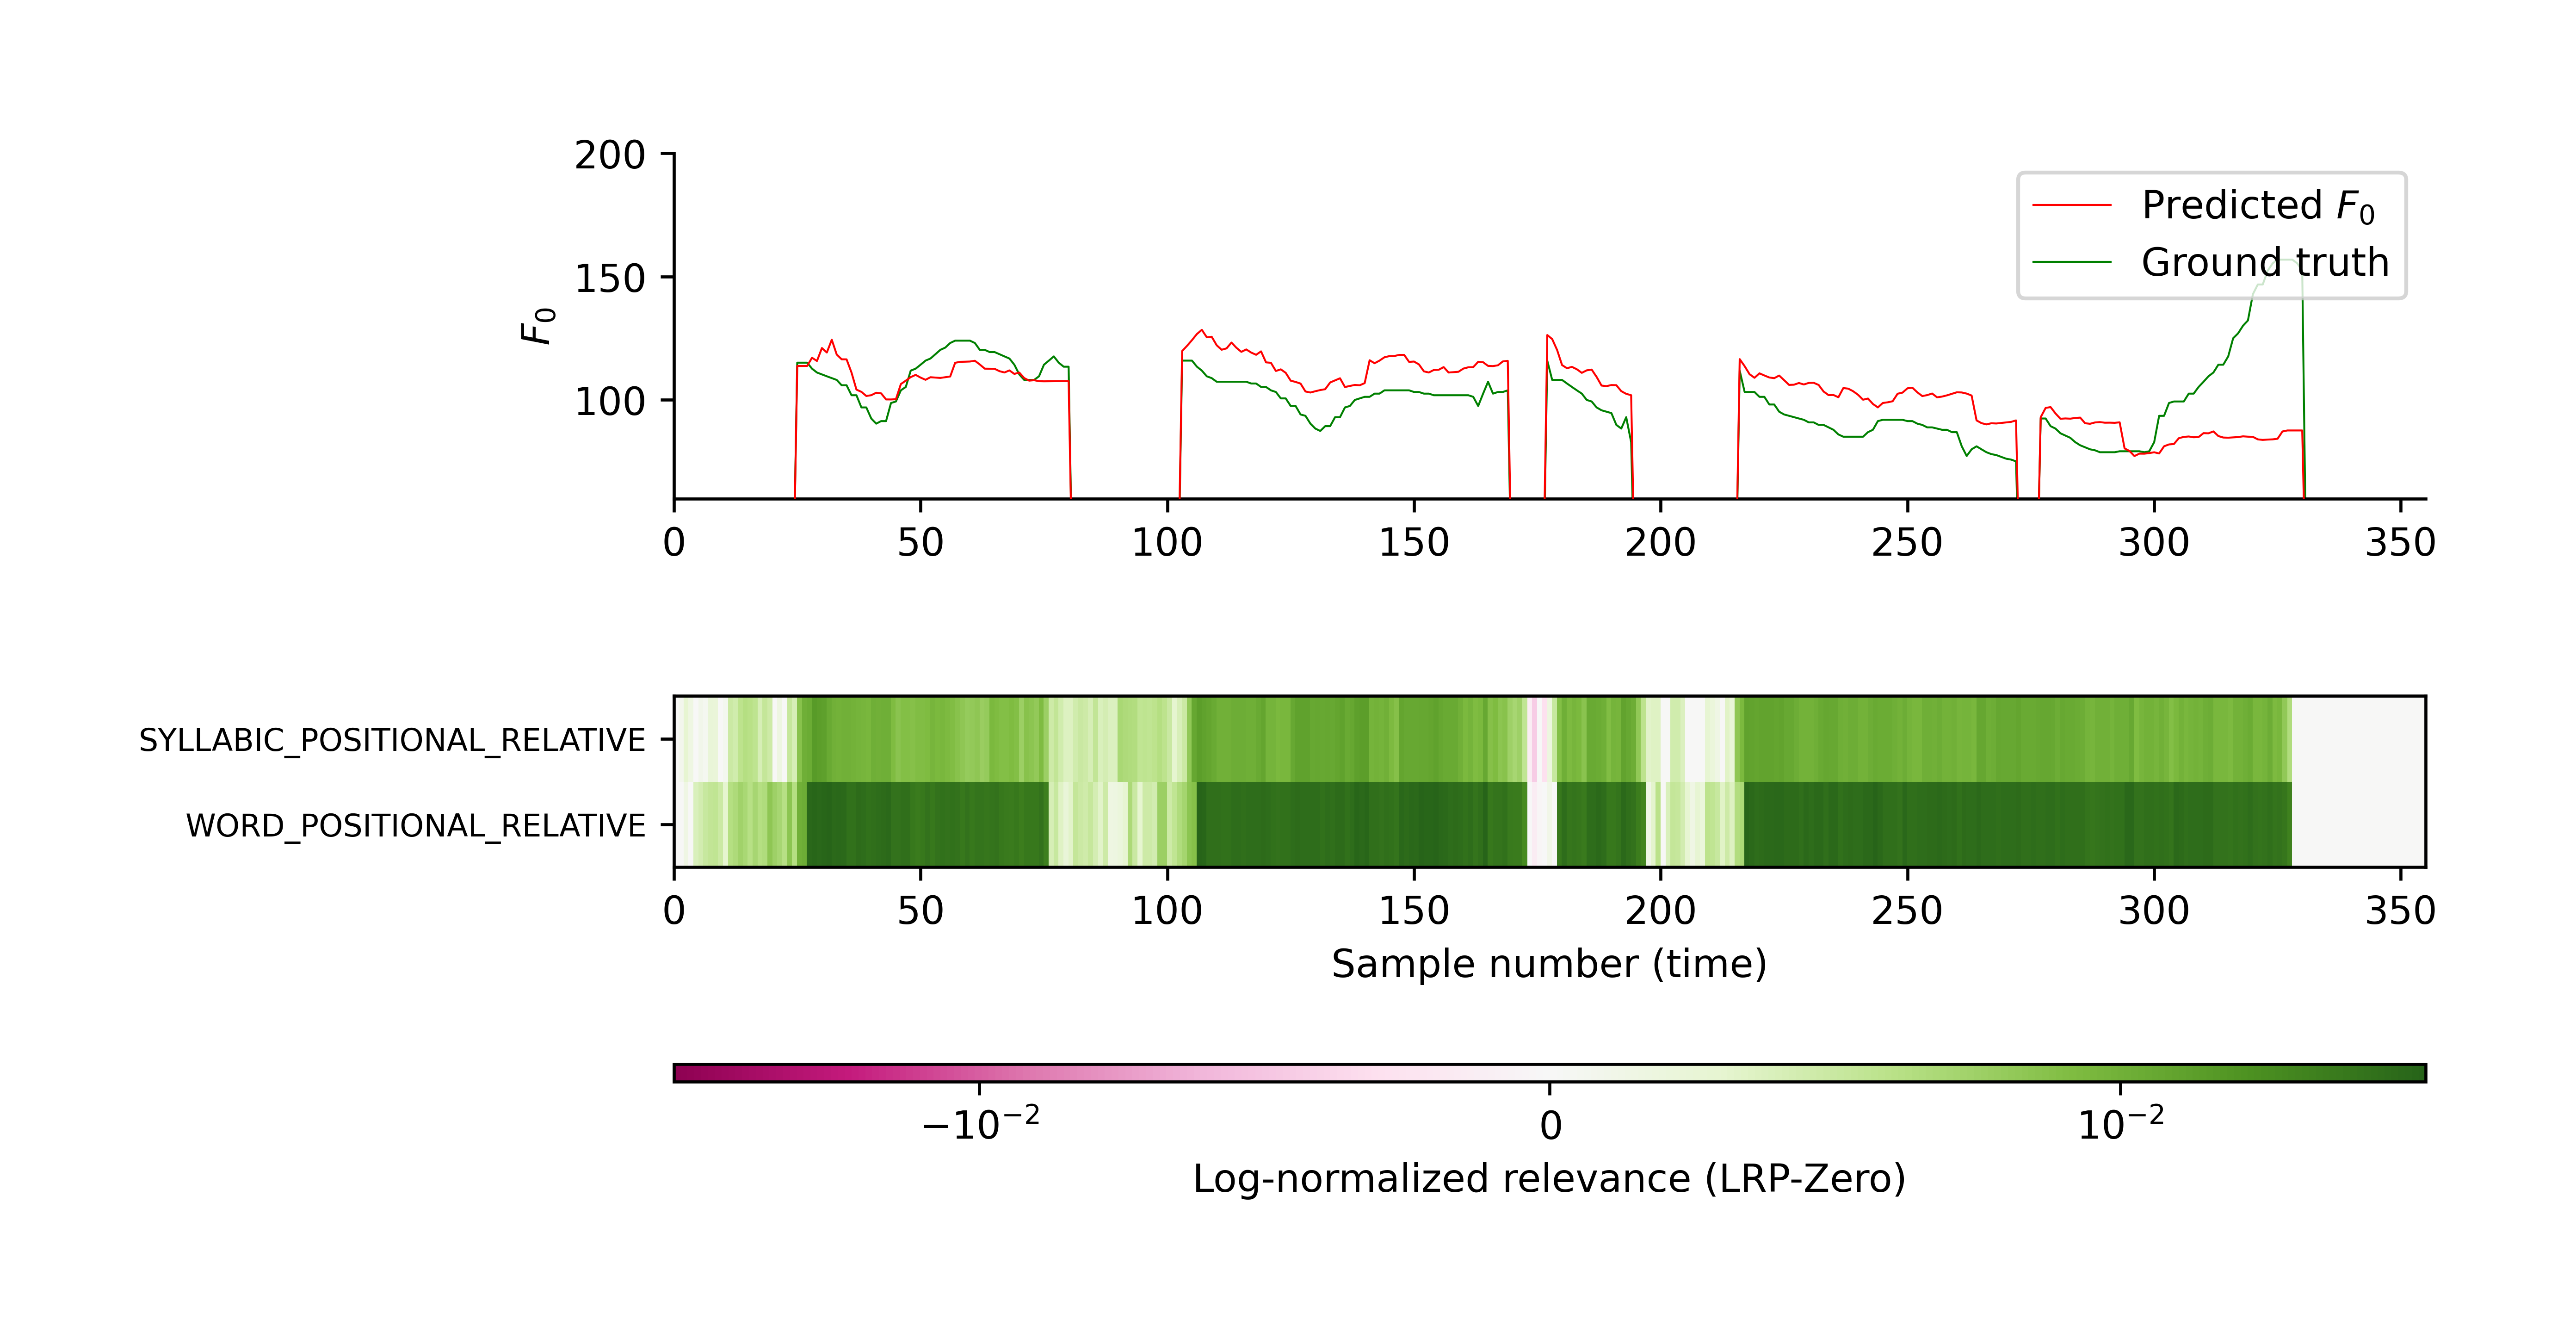 200
150
100
F₀
Predicted F₀
Ground truth
0 50 100 150 200 250 300 350
SYLLABIC_POSITIONAL_RELATIVE
WORD_POSITIONAL_RELATIVE
0 50 100 150 200 250 300 350
Sample number (time)
−10⁻² 0 10⁻²
Log-normalized relevance (LRP-Zero)